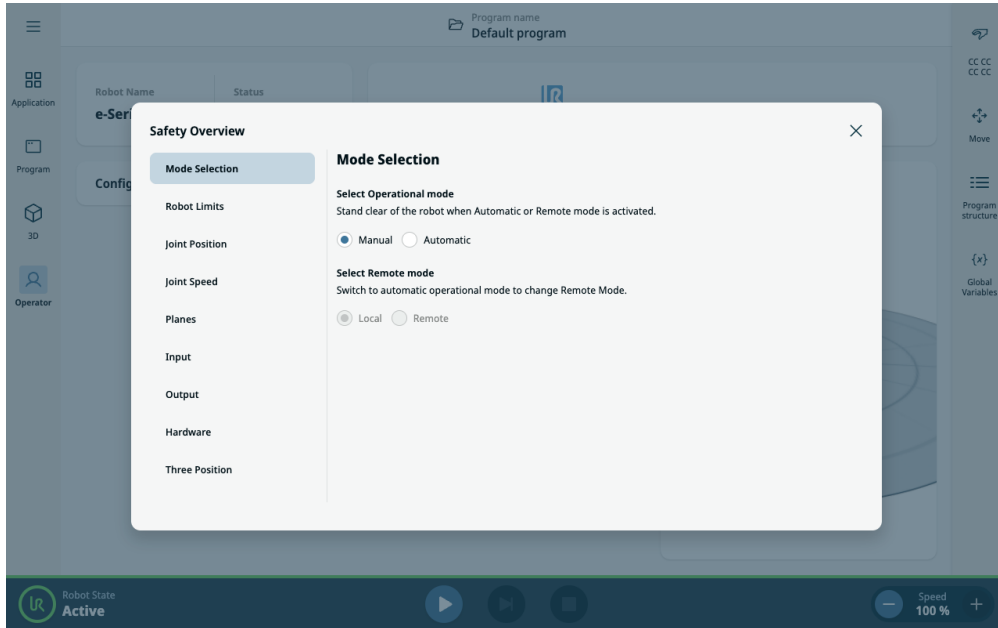 Program name
Default program
Application
Program
3D
Operator
Robot Name
Status
e-Seri
Config
Safety Overview
Mode Selection
Robot Limits
Joint Position
Joint Speed
Planes
Input
Output
Hardware
Three Position
Mode Selection
Select Operational mode
Stand clear of the robot when Automatic or Remote mode is activated.
Manual Automatic
Select Remote mode
Switch to automatic operational mode to change Remote Mode.
Local Remote
CC CC
CC CC
Move
Program
structure
{x}
Global
Variables
Robot State
Active
Speed
100 %